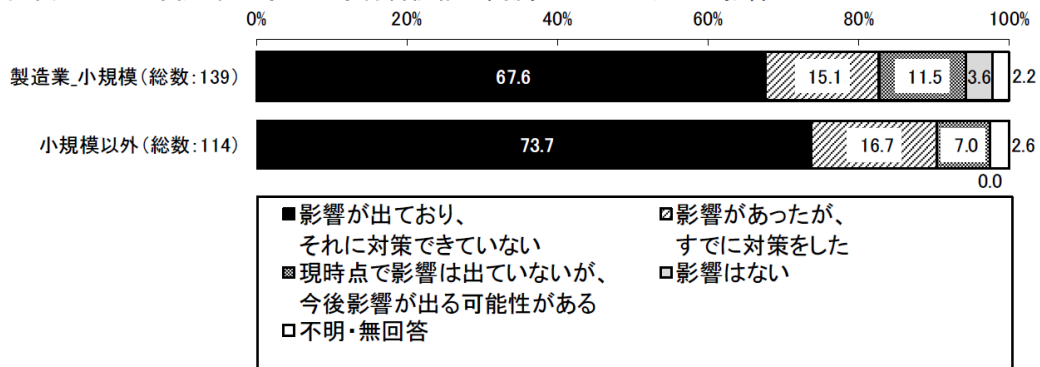 0% 20% 40% 60% 80% 100%
製造業_小規模(総数:139) 67.6 15.1 11.5 3.6 2.2
小規模以外(総数:114) 73.7 16.7 7.0 2.6
0.0
■影響が出ており、 影響があったが、
それに対策できていない すでに対策をした
現時点で影響は出ていないが、 影響はない
今後影響が出る可能性がある
□不明・無回答